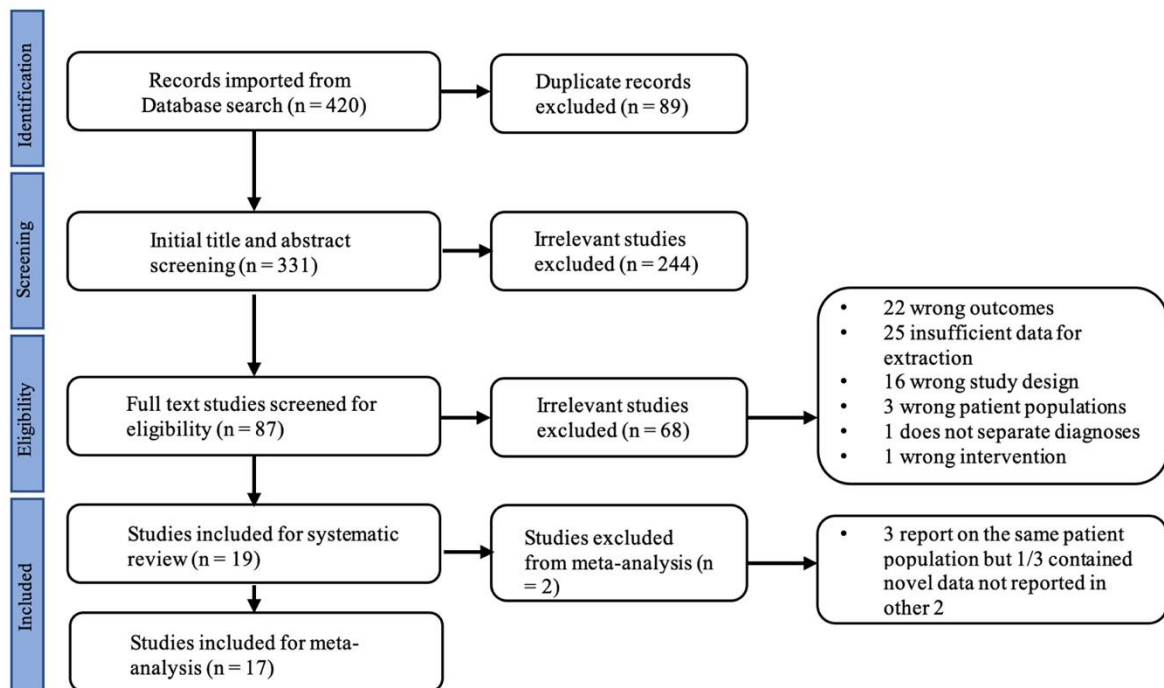 Identification
Records imported from
Database search (n = 420)
Duplicate records
excluded (n = 89)
Screening
Initial title and abstract
screening (n = 331)
Irrelevant studies
excluded (n = 244)
Eligibility
Full text studies screened for
eligibility (n = 87)
Irrelevant studies
excluded (n = 68)
• 22 wrong outcomes
• 25 insufficient data for
extraction
• 16 wrong study design
• 3 wrong patient populations
• 1 does not separate diagnoses
• 1 wrong intervention
Included
Studies included for systematic
review (n = 19)
Studies excluded
from meta-analysis (n
= 2)
• 3 report on the same patient
population but 1/3 contained
novel data not reported in
other 2
Studies included for meta-
analysis (n = 17)